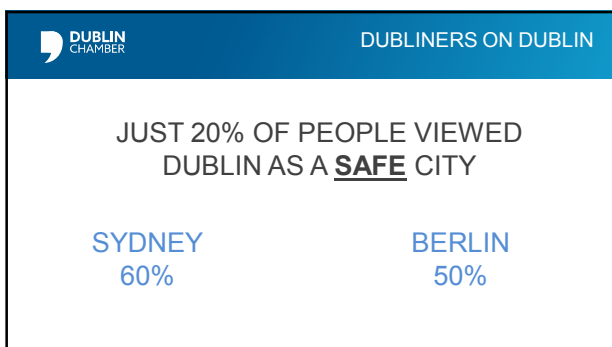 DUBLIN
CHAMBER
DUBLINERS ON DUBLIN
JUST 20% OF PEOPLE VIEWED
DUBLIN AS A SAFE CITY
SYDNEY
60%
BERLIN
50%